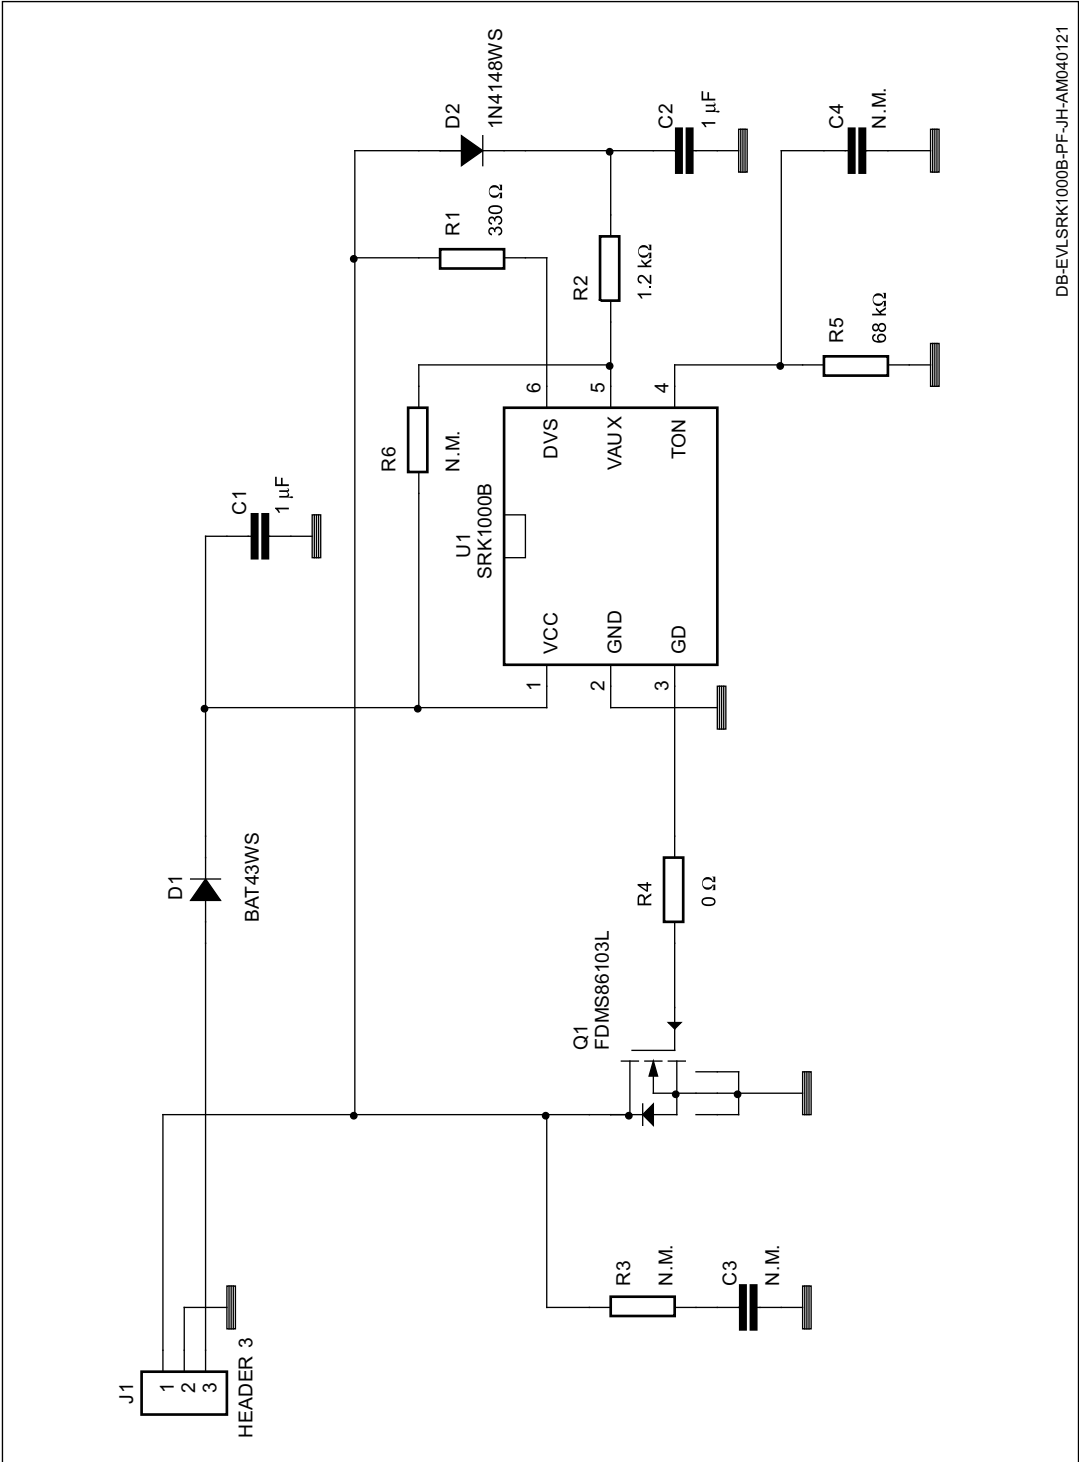 J1
1
2
3
HEADER 3
D1
BAT43WS
C1
1 µF
R3
N.M.
C3
N.M.
Q1
FDMS86103L
R4
0 Ω
U1
SRK1000B
1
VCC
2
GND
3
GD
6
DVS
5
VAUX
4
TON
R6
N.M.
R1
330 Ω
D2
1N4148WS
R2
1.2 kΩ
C2
1 µF
R5
68 kΩ
C4
N.M.
DB-EVLSRK1000B-PF-JH-AM040121